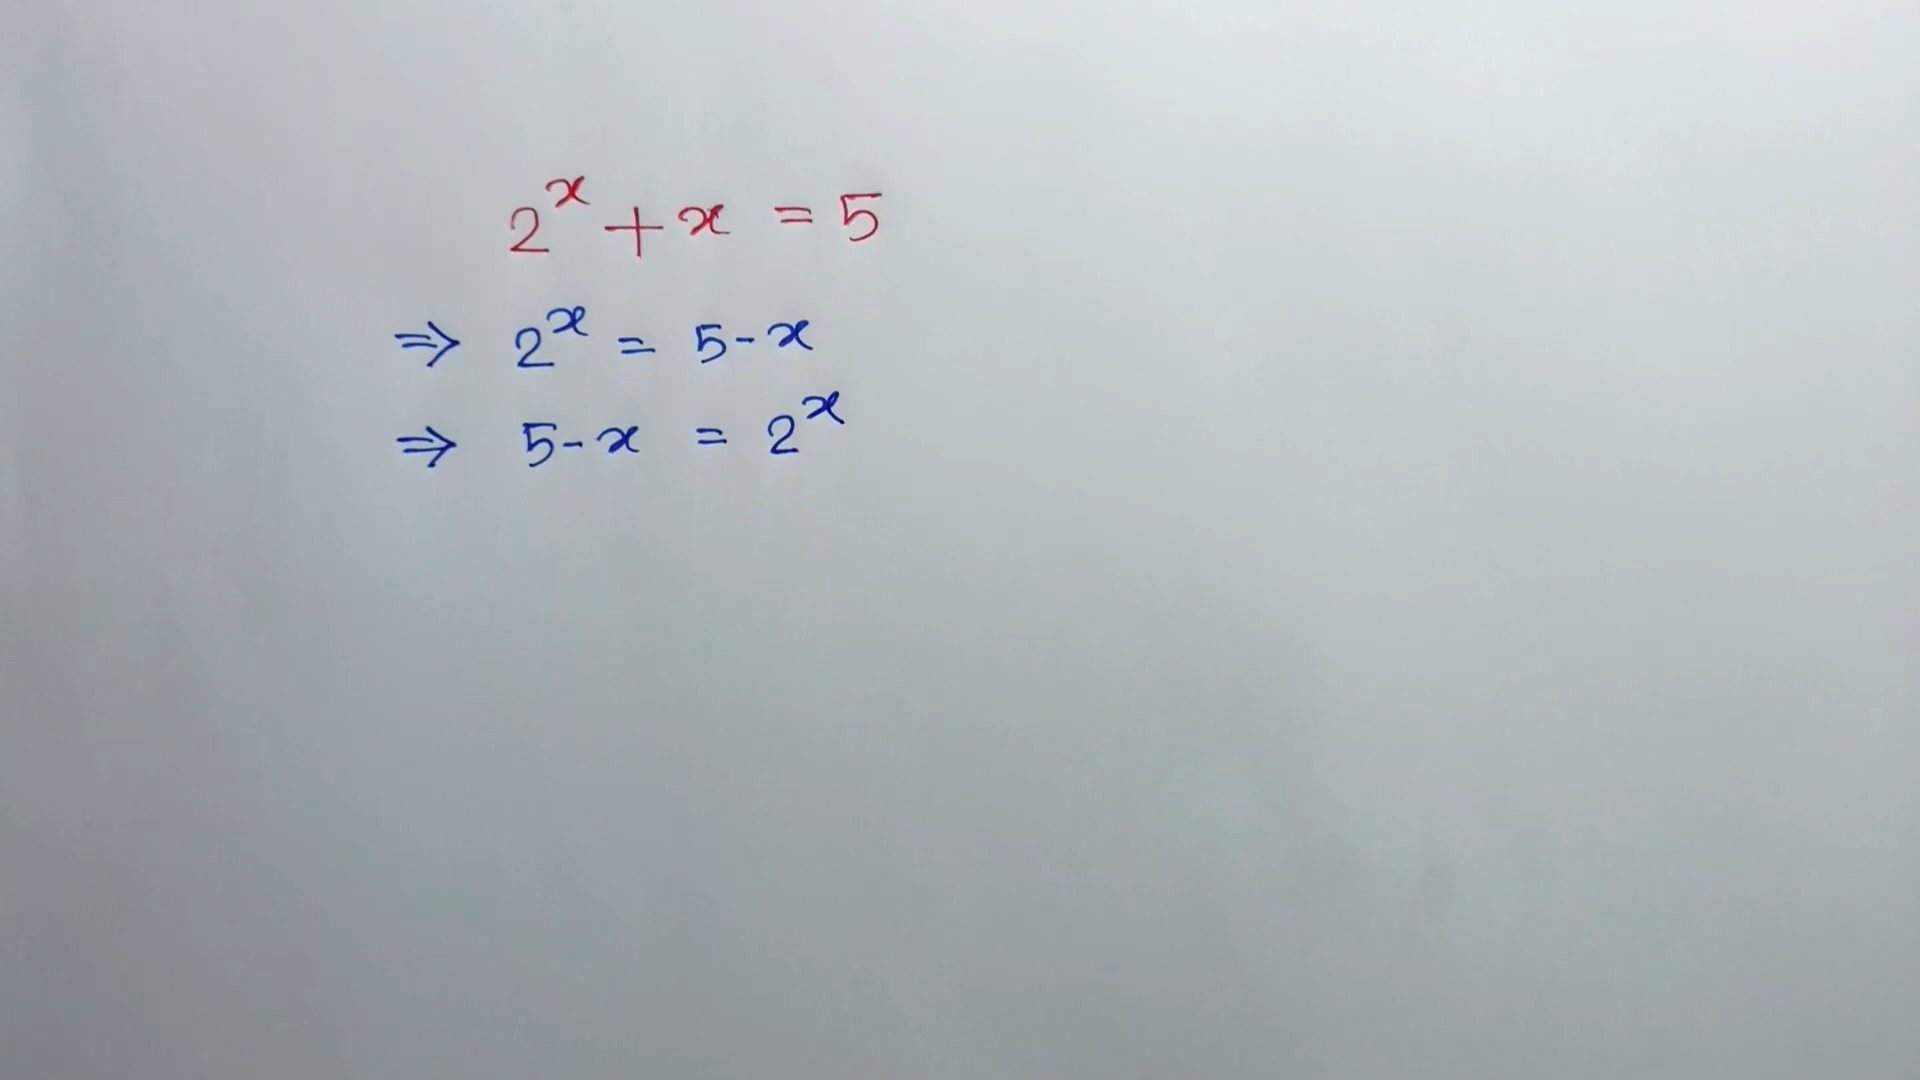 2^x + x = 5
⇒ 2^x = 5 - x
⇒ 5 - x = 2^x